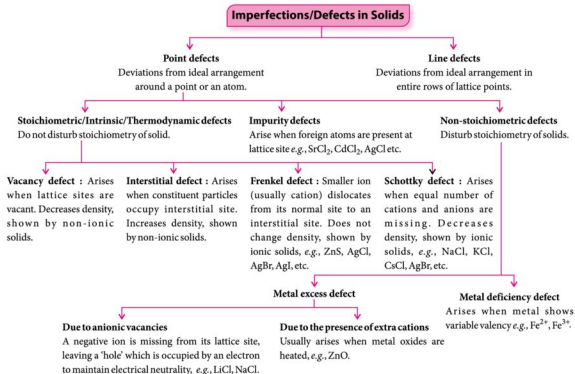 Imperfections/Defects in Solids
Point defects
Deviations from ideal arrangement
around a point or an atom.
Line defects
Deviations from ideal arrangement in
entire rows of lattice points.
Stoichiometric/Intrinsic/Thermodynamic defects
Do not disturb stoichiometry of solid.
Impurity defects
Arise when foreign atoms are present at
lattice site e.g., SrCl₂, CdCl₂, AgCl etc.
Non-stoichiometric defects
Disturb stoichiometry of solids.
Vacancy defect : Arises
when lattice sites are
vacant. Decreases density,
shown by non-ionic
solids.
Interstitial defect : Arises
when constituent particles
occupy interstitial site.
Increases density, shown
by non-ionic solids.
Frenkel defect : Smaller ion
(usually cation) dislocates
from its normal site to an
interstitial site. Does not
change density, shown by
ionic solids, e.g., ZnS, AgCl,
AgBr, AgI, etc.
Schottky defect : Arises
when equal number of
cations and anions are
missing. Decreases
density, shown by ionic
solids, e.g., NaCl, KCl,
CsCl, AgBr, etc.
Metal excess defect
Metal deficiency defect
Arises when metal shows
variable valency e.g., Fe²⁺, Fe³⁺.
Due to anionic vacancies
A negative ion is missing from its lattice site,
leaving a 'hole' which is occupied by an electron
to maintain electrical neutrality, e.g., LiCl, NaCl.
Due to the presence of extra cations
Usually arises when metal oxides are
heated, e.g., ZnO.